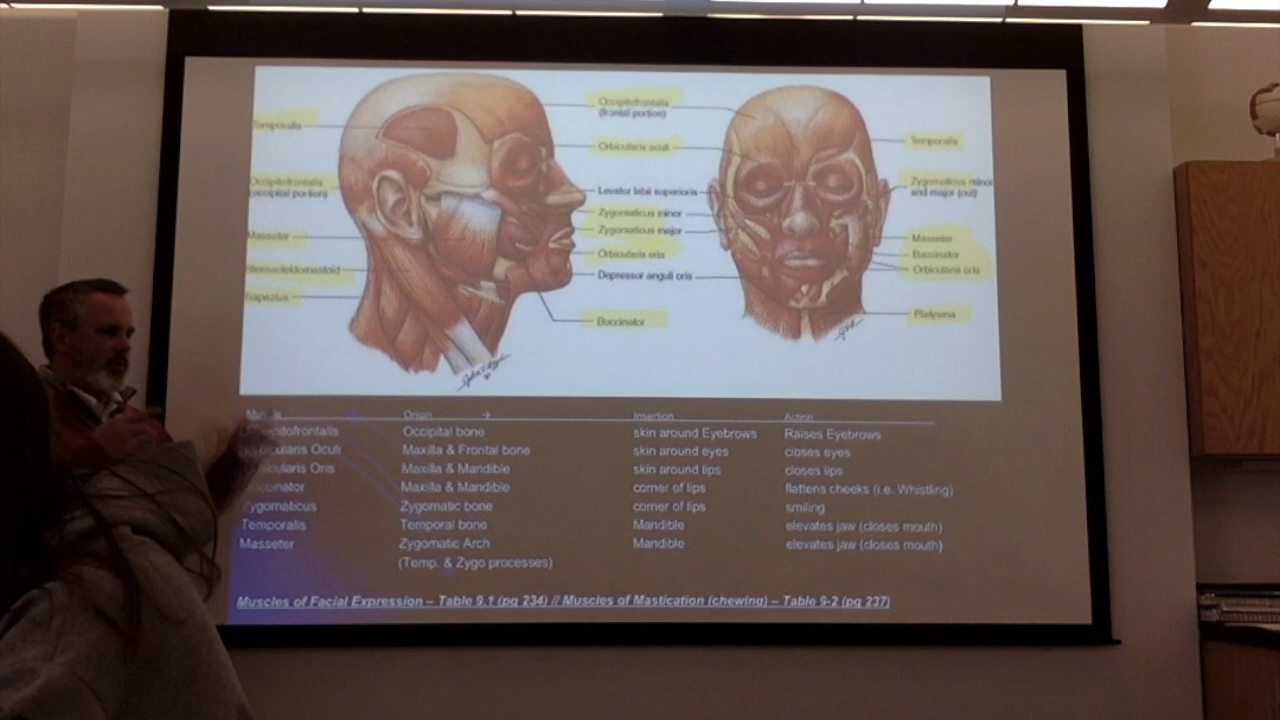 Temporalis
Occipitofrontalis
(occipital portion)
Masseter
Sternocleidomastoid
Trapezius
Occipitofrontalis
(frontal portion)
Orbicularis oculi
Levator labii superioris
Zygomaticus minor
Zygomaticus major
Orbicularis oris
Depressor anguli oris
Buccinator
Temporalis
Zygomaticus minor
and major (cut)
Masseter
Buccinator
Orbicularis oris
Platysma
Origin → Insertion Action
Occipital bone skin around Eyebrows Raises Eyebrows
Oculi Maxilla & Frontal bone skin around eyes closes eyes
Oris Maxilla & Mandible skin around lips closes lips
Maxilla & Mandible corner of lips flattens cheeks (i.e. Whistling)
Zygomaticus Zygomatic bone corner of lips smiling
Temporalis Temporal bone Mandible elevates jaw (closes mouth)
Masseter Zygomatic Arch Mandible elevates jaw (closes mouth)
(Temp. & Zygo processes)
Muscles of Facial Expression – Table 9.1 (pg 234) // Muscles of Mastication (chewing) – Table 9-2 (pg 237)